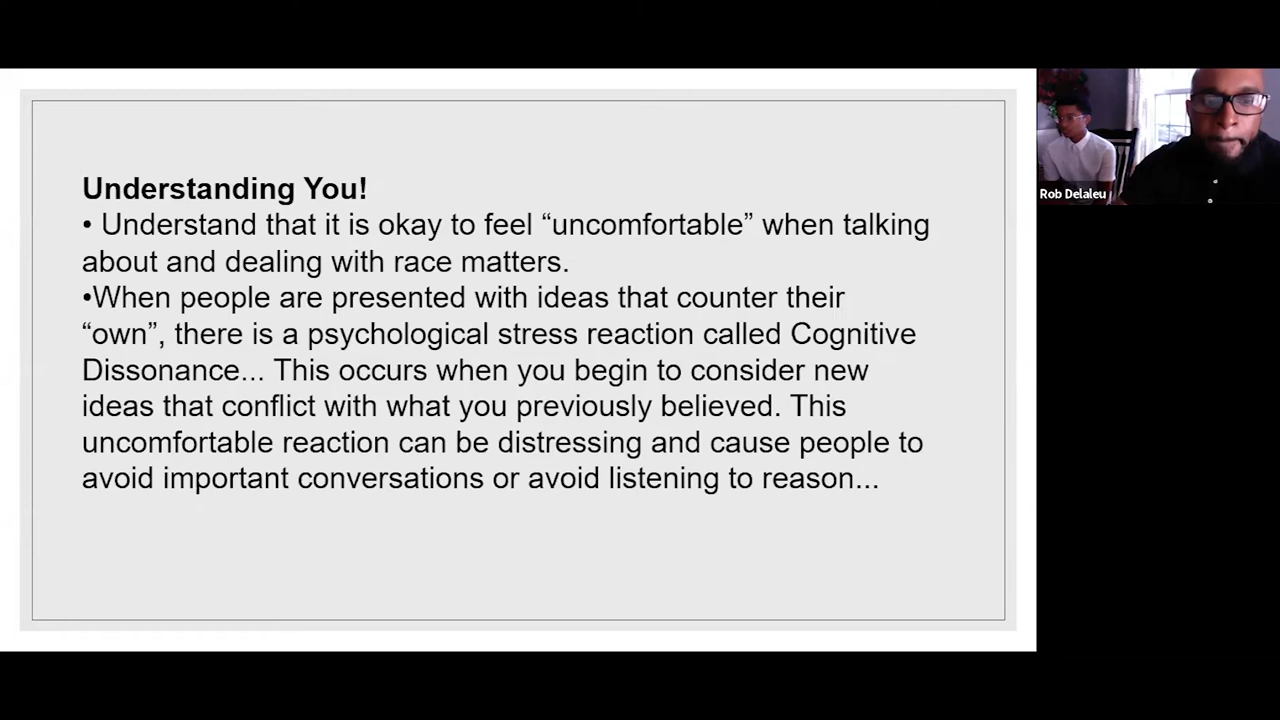 Understanding You!
• Understand that it is okay to feel “uncomfortable” when talking
about and dealing with race matters.
•When people are presented with ideas that counter their
“own”, there is a psychological stress reaction called Cognitive
Dissonance... This occurs when you begin to consider new
ideas that conflict with what you previously believed. This
uncomfortable reaction can be distressing and cause people to
avoid important conversations or avoid listening to reason...
Rob Delaleu